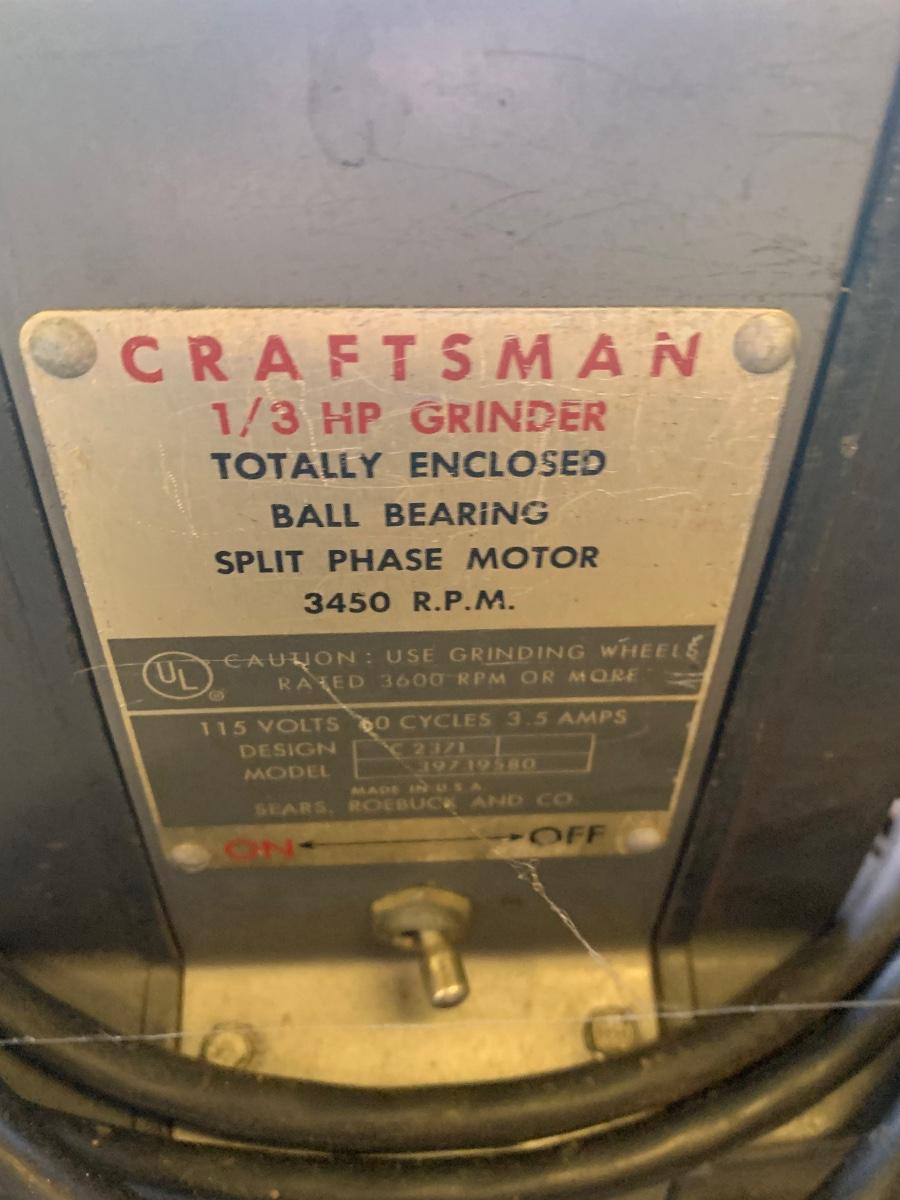 CRAFTSMAN
1/3 HP GRINDER
TOTALLY ENCLOSED
BALL BEARING
SPLIT PHASE MOTOR
3450 R.P.M.
UL ®
CAUTION: USE GRINDING WHEELS
RATED 3600 RPM OR MORE
115 VOLTS 60 CYCLES 3.5 AMPS
DESIGN C 2371
MODEL 39719580
MADE IN U.S.A.
SEARS, ROEBUCK AND CO.
ON OFF